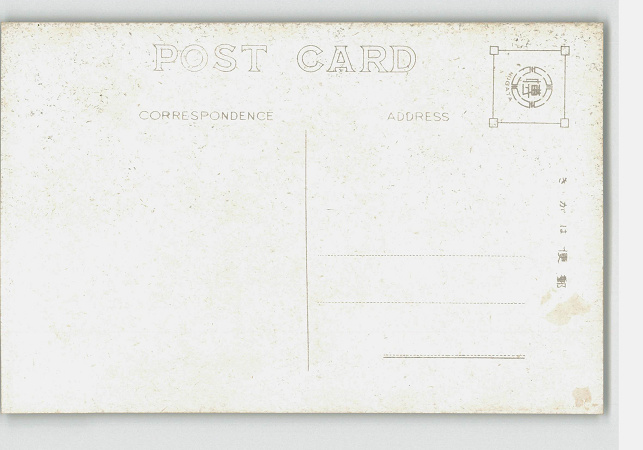 POST CARD
CORRESPONDENCE
ADDRESS
郵便はがき